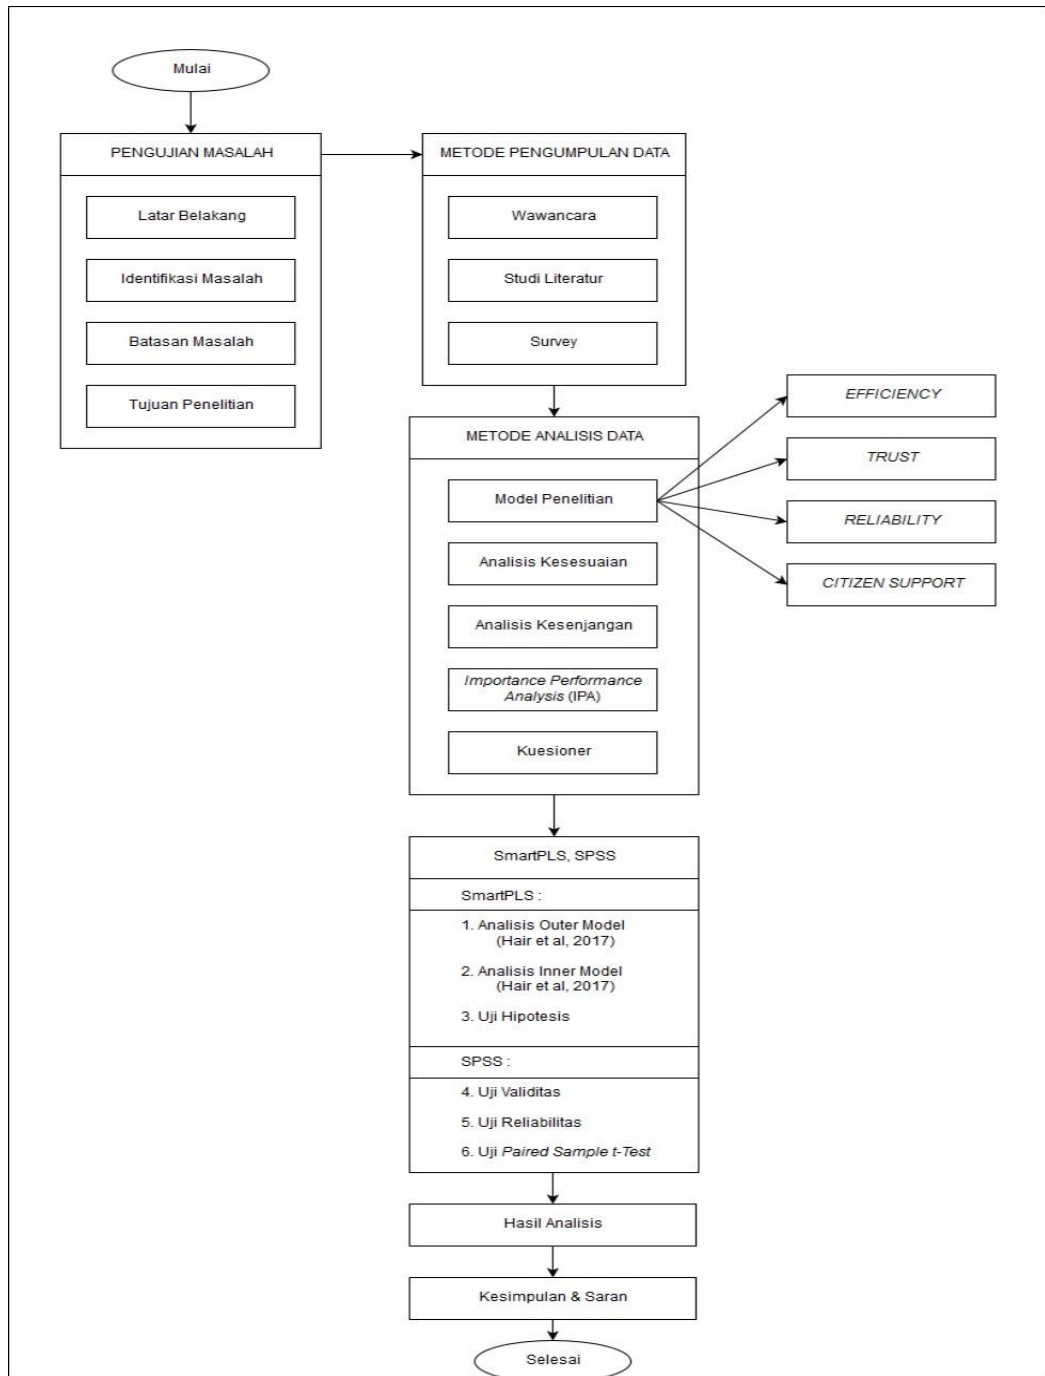 Mulai
PENGUJIAN MASALAH
Latar Belakang
Identifikasi Masalah
Batasan Masalah
Tujuan Penelitian
METODE PENGUMPULAN DATA
Wawancara
Studi Literatur
Survey
METODE ANALISIS DATA
Model Penelitian
Analisis Kesesuaian
Analisis Kesenjangan
Importance Performance
Analysis (IPA)
Kuesioner
EFFICIENCY
TRUST
RELIABILITY
CITIZEN SUPPORT
SmartPLS, SPSS
SmartPLS :
1. Analisis Outer Model
(Hair et al, 2017)
2. Analisis Inner Model
(Hair et al, 2017)
3. Uji Hipotesis
SPSS :
4. Uji Validitas
5. Uji Reliabilitas
6. Uji Paired Sample t-Test
Hasil Analisis
Kesimpulan & Saran
Selesai